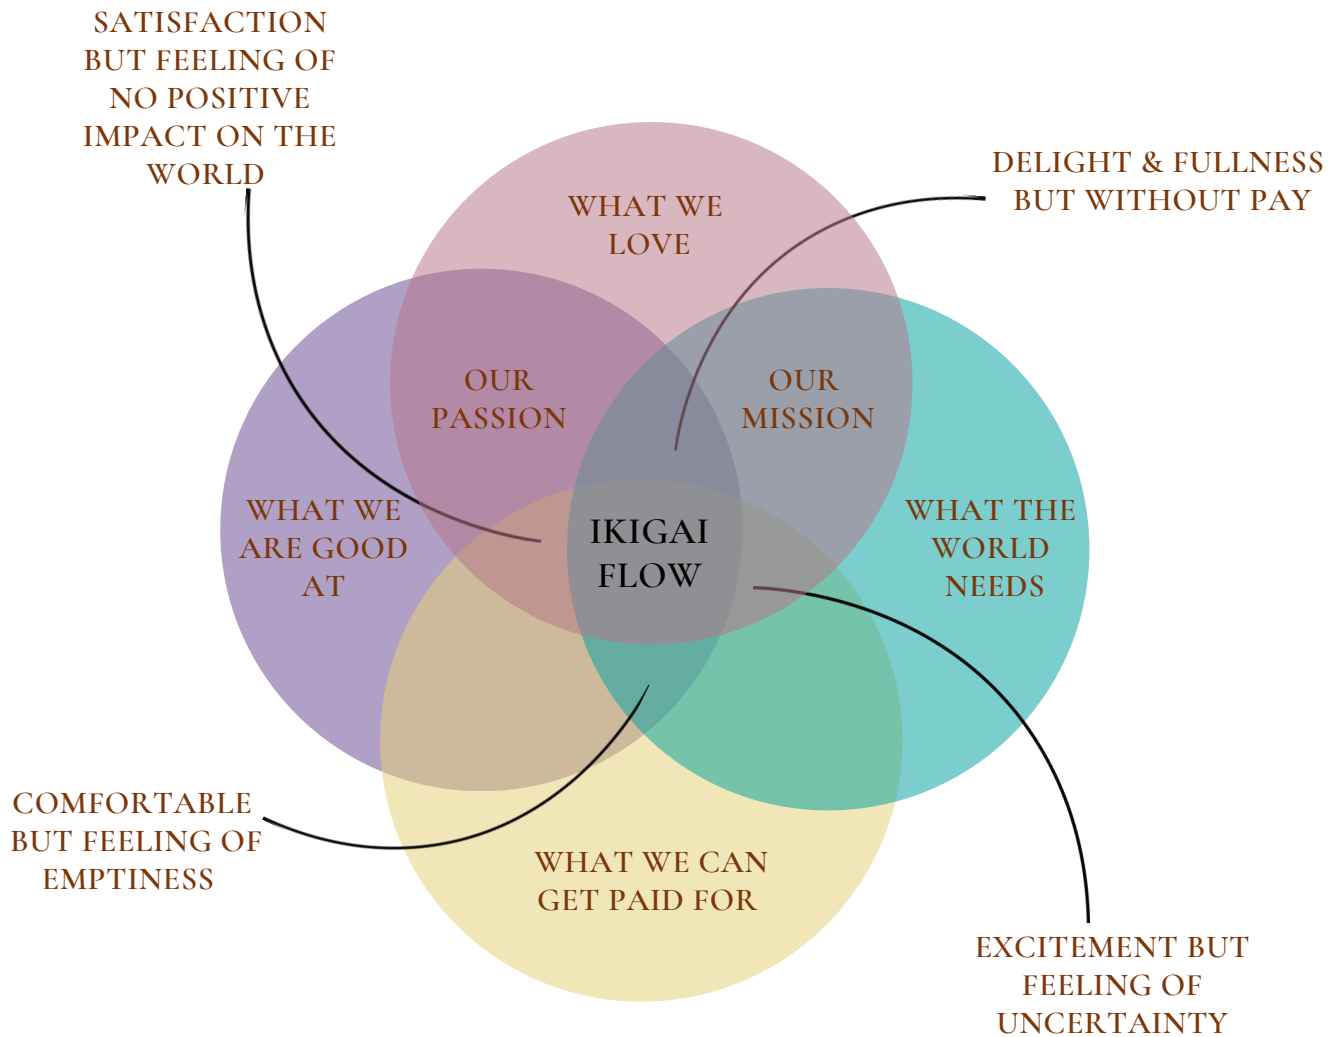 SATISFACTION
BUT FEELING OF
NO POSITIVE
IMPACT ON THE
WORLD
DELIGHT & FULLNESS
BUT WITHOUT PAY
WHAT WE
LOVE
OUR
PASSION
OUR
MISSION
WHAT WE
ARE GOOD
AT
IKIGAI
FLOW
WHAT THE
WORLD
NEEDS
COMFORTABLE
BUT FEELING OF
EMPTINESS
WHAT WE CAN
GET PAID FOR
EXCITEMENT BUT
FEELING OF
UNCERTAINTY